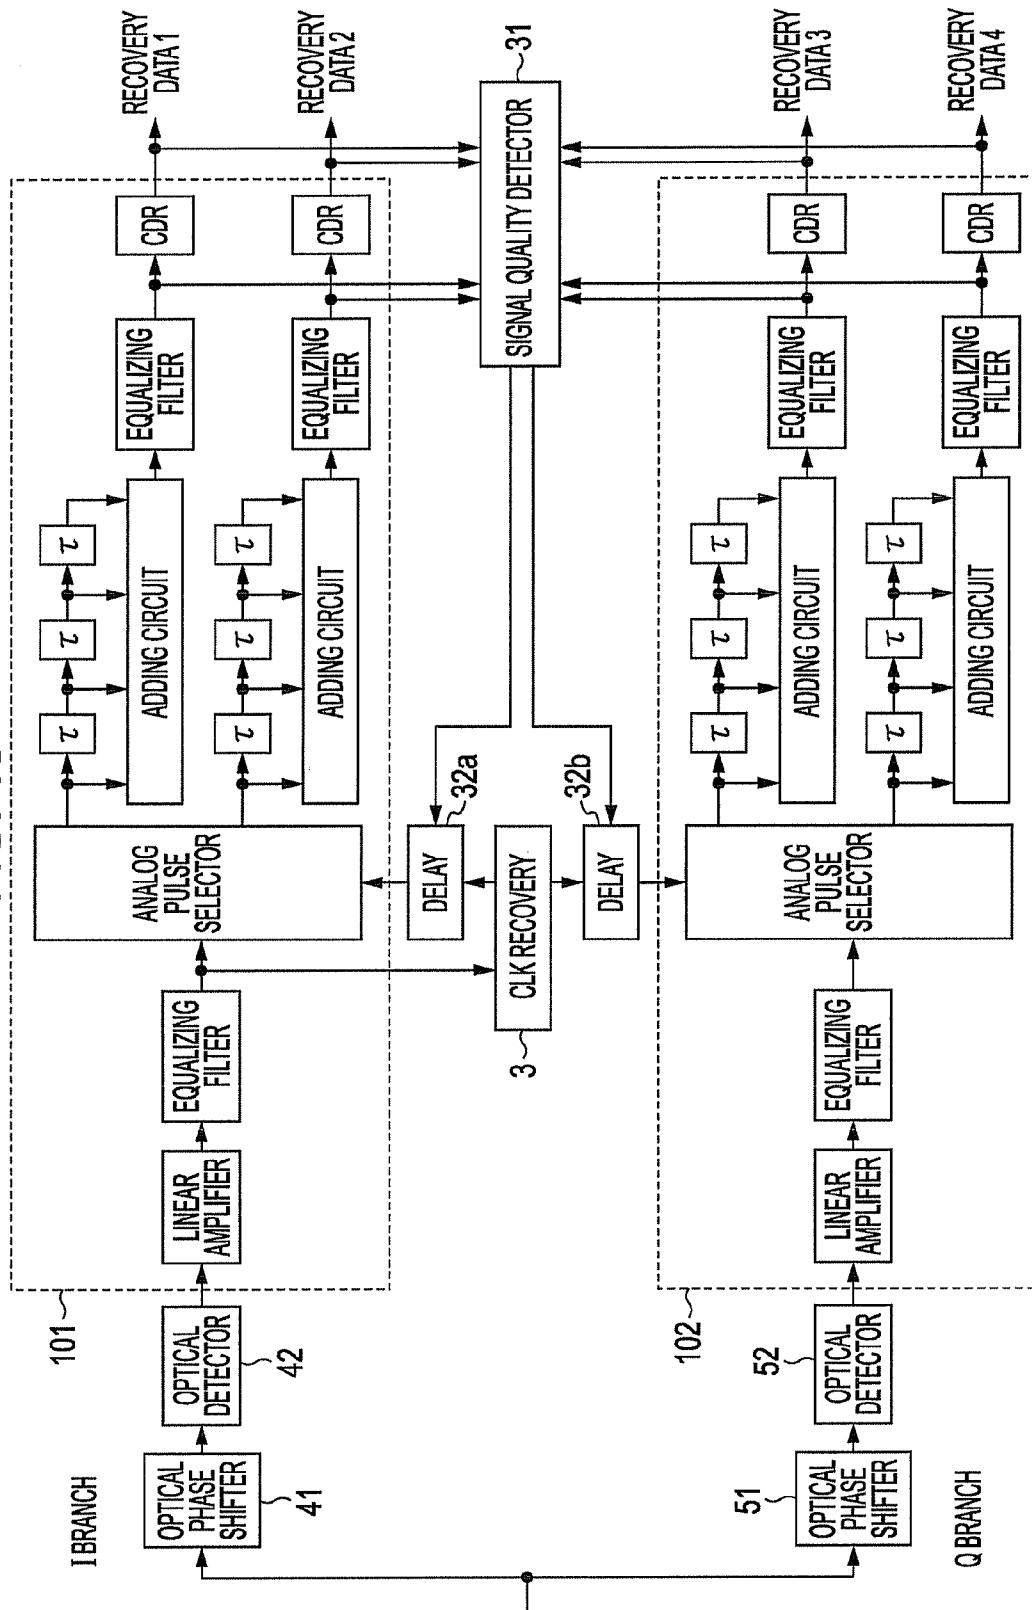 I BRANCH
OPTICAL
PHASE
SHIFTER
41
OPTICAL
DETECTOR
42
101
LINEAR
AMPLIFIER
EQUALIZING
FILTER
ANALOG
PULSE
SELECTOR
τ
τ
τ
ADDING CIRCUIT
EQUALIZING
FILTER
CDR
RECOVERY
DATA 1
τ
τ
τ
ADDING CIRCUIT
EQUALIZING
FILTER
CDR
RECOVERY
DATA 2
DELAY
32a
CLK RECOVERY
3
DELAY
32b
SIGNAL QUALITY DETECTOR
31
Q BRANCH
OPTICAL
PHASE
SHIFTER
51
OPTICAL
DETECTOR
52
102
LINEAR
AMPLIFIER
EQUALIZING
FILTER
ANALOG
PULSE
SELECTOR
τ
τ
τ
ADDING CIRCUIT
EQUALIZING
FILTER
CDR
RECOVERY
DATA 3
τ
τ
τ
ADDING CIRCUIT
EQUALIZING
FILTER
CDR
RECOVERY
DATA 4